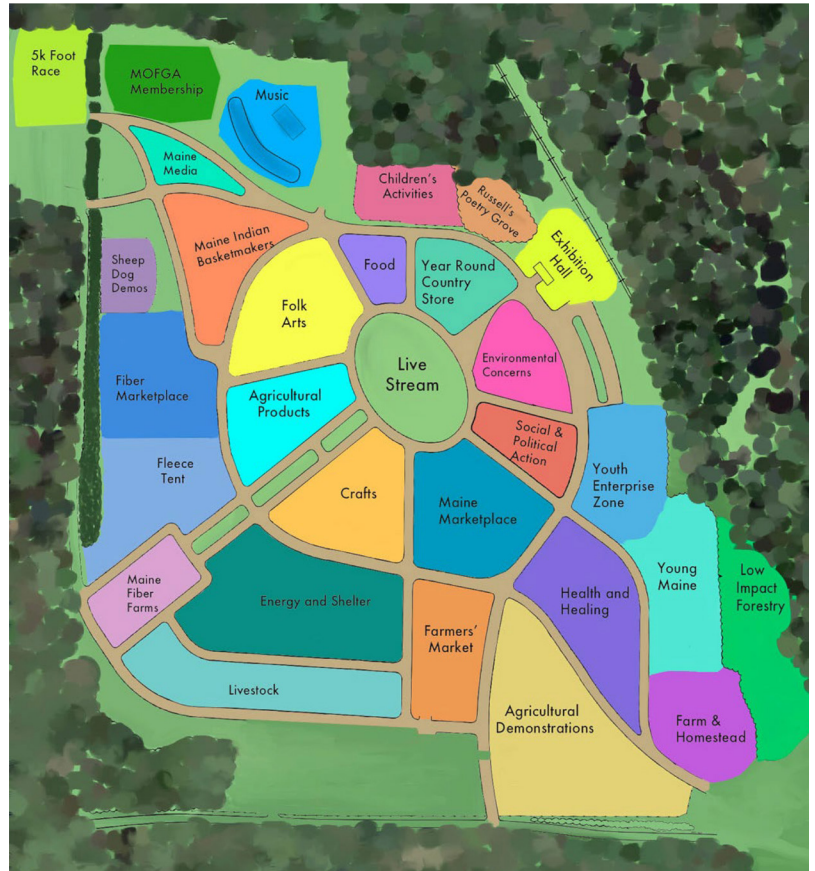 5k Foot
Race
MOFGA
Membership
Music
Maine
Media
Children's
Activities
Russell's
Poetry Grove
Maine Indian
Basketmakers
Exhibition
Hall
Sheep
Dog
Demos
Food
Year Round
Country
Store
Folk
Arts
Live
Stream
Environmental
Concerns
Fiber
Marketplace
Agricultural
Products
Social &
Political
Action
Fleece
Tent
Crafts
Maine
Marketplace
Youth
Enterprise
Zone
Maine
Fiber
Farms
Energy and Shelter
Health and
Healing
Young
Maine
Low
Impact
Forestry
Farmers'
Market
Livestock
Agricultural
Demonstrations
Farm &
Homestead